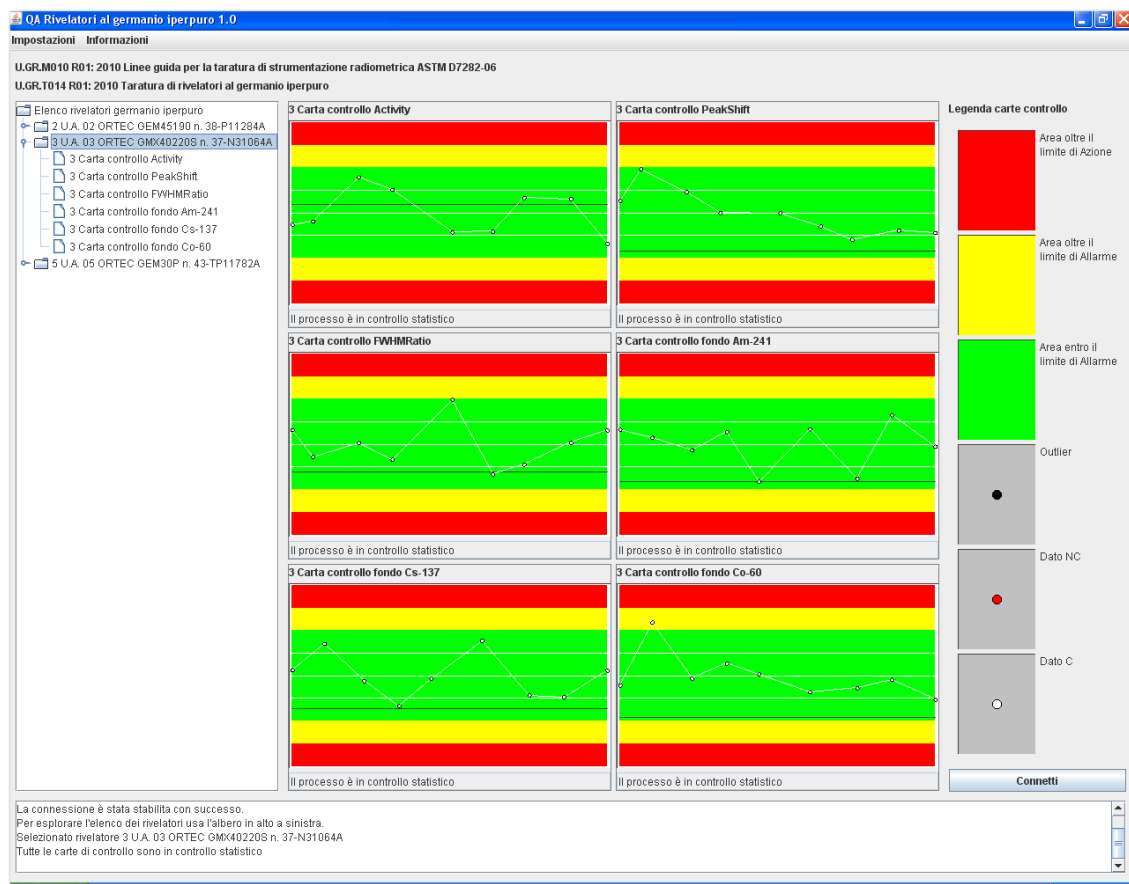 QA Rivelatori al germanio iperpuro 1.0
Impostazioni Informazioni
U.GR.M010 R01: 2010 Linee guida per la taratura di strumentazione radiometrica ASTM D7282-06
U.GR.T014 R01: 2010 Taratura di rivelatori al germanio iperpuro
Elenco rivelatori germanio iperpuro
2 U.A. 02 ORTEC GEM45190 n. 38-P11284A
3 U.A. 03 ORTEC GMX40220S n. 37-N31064A
3 Carta controllo Activity
3 Carta controllo PeakShift
3 Carta controllo FWHMRatio
3 Carta controllo fondo Am-241
3 Carta controllo fondo Cs-137
3 Carta controllo fondo Co-60
5 U.A. 05 ORTEC GEM30P n. 43-TP11782A
3 Carta controllo Activity
Il processo è in controllo statistico
3 Carta controllo PeakShift
Il processo è in controllo statistico
3 Carta controllo FWHMRatio
Il processo è in controllo statistico
3 Carta controllo fondo Am-241
Il processo è in controllo statistico
3 Carta controllo fondo Cs-137
Il processo è in controllo statistico
3 Carta controllo fondo Co-60
Il processo è in controllo statistico
Legenda carte controllo
Area oltre il
limite di Azione
Area oltre il
limite di Allarme
Area entro il
limite di Allarme
Outlier
Dato NC
Dato C
Connetti
La connessione è stata stabilita con successo.
Per esplorare l'elenco dei rivelatori usa l'albero in alto a sinistra.
Selezionato rivelatore 3 U.A. 03 ORTEC GMX40220S n. 37-N31064A
Tutte le carte di controllo sono in controllo statistico